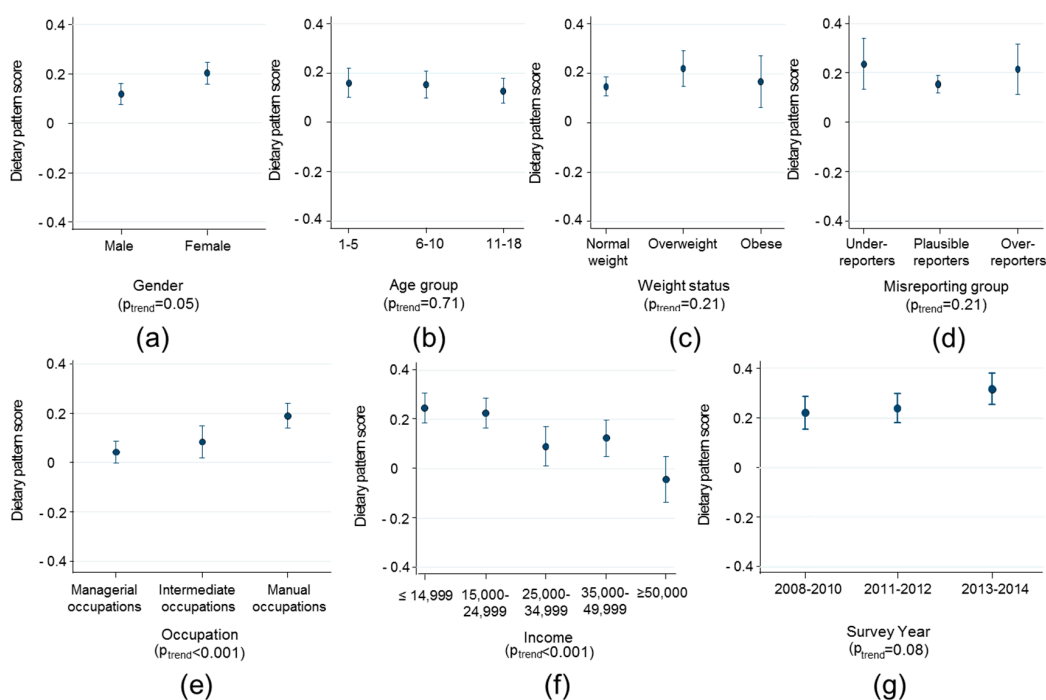 Dietary pattern score
0.4
0.2
0
- 0.2
- 0.4
Male Female
Gender
(ptrend=0.05)
(a)
Dietary pattern score
0.4
0.2
0
- 0.2
- 0.4
1-5 6-10 11-18
Age group
(ptrend=0.71)
(b)
Dietary pattern score
0.4
0.2
0
- 0.2
- 0.4
Normal Overweight Obese
weight
Weight status
(ptrend=0.21)
(c)
Dietary pattern score
0.4
0.2
0
- 0.2
- 0.4
Under- Plausible Over-
reporters reporters reporters
Misreporting group
(ptrend=0.21)
(d)
Dietary pattern score
0.4
0.2
0
- 0.2
- 0.4
Managerial Intermediate Manual
occupations occupations occupations
Occupation
(ptrend<0.001)
(e)
Dietary pattern score
0.4
0.2
0
- 0.2
- 0.4
≤ 14,999 15,000- 25,000- 35,000- ≥50,000
24,999 34,999 49,999
Income
(ptrend<0.001)
(f)
Dietary pattern score
0.4
0.2
0
- 0.2
- 0.4
2008-2010 2011-2012 2013-2014
Survey Year
(ptrend=0.08)
(g)